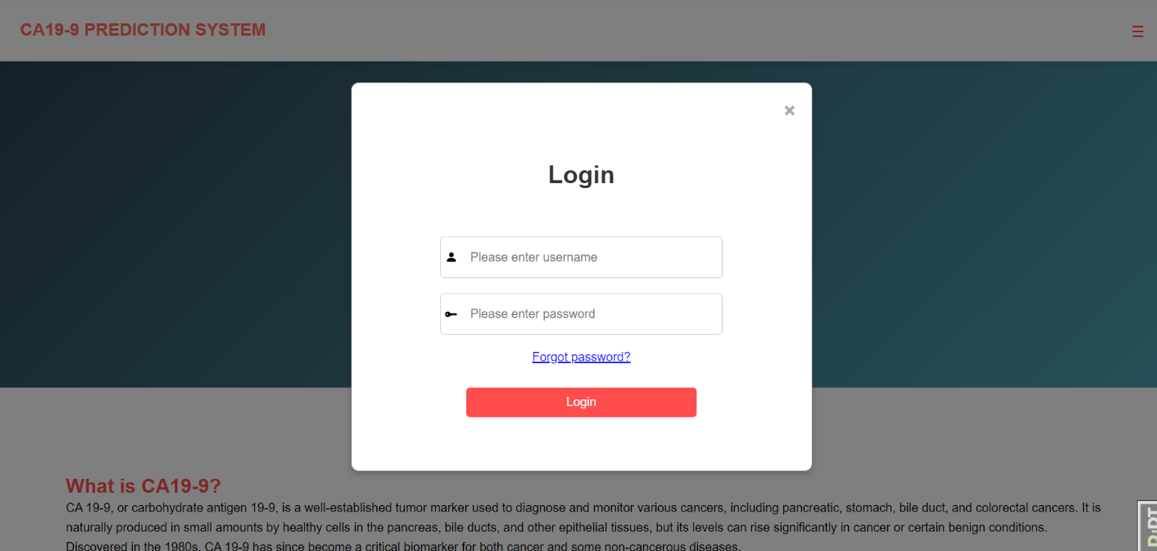 CA19-9 PREDICTION SYSTEM
Login
Please enter username
Please enter password
Forgot password?
Login
What is CA19-9?
CA 19-9, or carbohydrate antigen 19-9, is a well-established tumor marker used to diagnose and monitor various cancers, including pancreatic, stomach, bile duct, and colorectal cancers. It is
naturally produced in small amounts by healthy cells in the pancreas, bile ducts, and other epithelial tissues, but its levels can rise significantly in cancer or certain benign conditions.
Discovered in the 1980s, CA 19-9 has since become a critical biomarker for both cancer and some non-cancerous diseases.